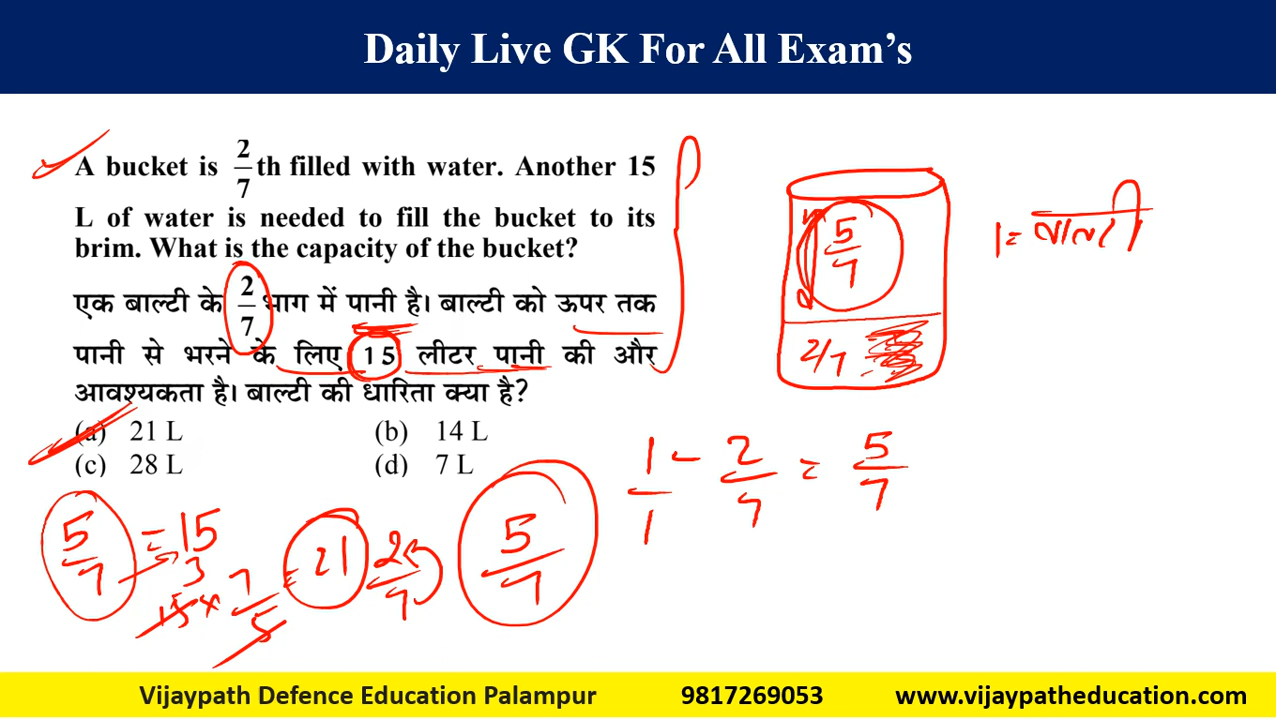 Daily Live GK For All Exam's
A bucket is 2/7 th filled with water. Another 15
L of water is needed to fill the bucket to its
brim. What is the capacity of the bucket?
एक बाल्टी के 2/7 भाग में पानी है। बाल्टी को ऊपर तक
पानी से भरने के लिए 15 लीटर पानी की और
आवश्यकता है। बाल्टी की धारिता क्या है?
(a) 21 L (b) 14 L
(c) 28 L (d) 7 L
5/7
2/7
1 = बाल्टी
1/1 - 2/7 = 5/7
5/7 = 15
15 × 7/5 = 21
3
5/7
Vijaypath Defence Education Palampur 9817269053 www.vijaypatheducation.com